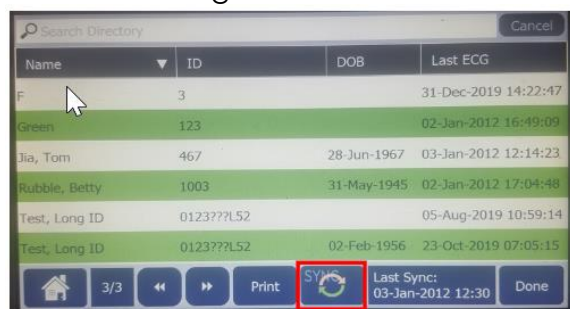 Search Directory Cancel
Name ID DOB Last ECG
F 3 31-Dec-2019 14:22:47
Green 123 02-Jan-2012 16:49:09
Jia, Tom 467 28-Jun-1967 03-Jan-2012 12:14:23
Rubble, Betty 1003 31-May-1945 02-Jan-2012 17:04:48
Test, Long ID 0123???L52 05-Aug-2019 10:59:14
Test, Long ID 0123???L52 02-Feb-1956 23-Oct-2019 07:05:15
3/3 Print SYNC Last Sync: Done
03-Jan-2012 12:30